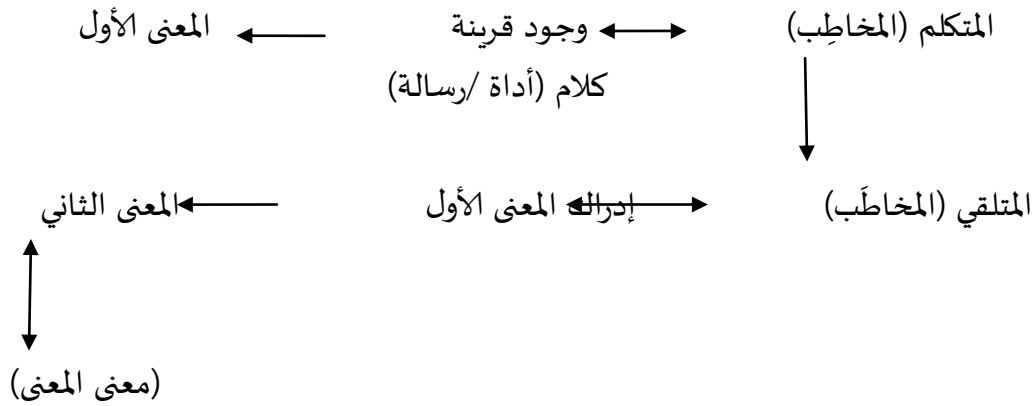 المتكلم (المخاطِب) وجود قرينة المعنى الأول
كلام (أداة /رسالة)
المتلقي (المخاطَب) إدراك المعنى الأول المعنى الثاني
(معنى المعنى)